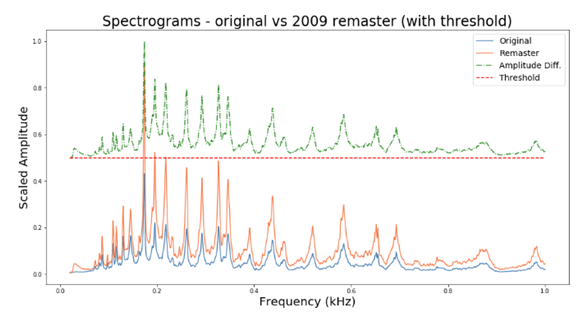 Spectrograms - original vs 2009 remaster (with threshold)
Original
Remaster
Amplitude Diff.
Threshold
Scaled Amplitude
1.0
0.8
0.6
0.4
0.2
0.0
0.0 0.2 0.4 0.6 0.8 1.0
Frequency (kHz)